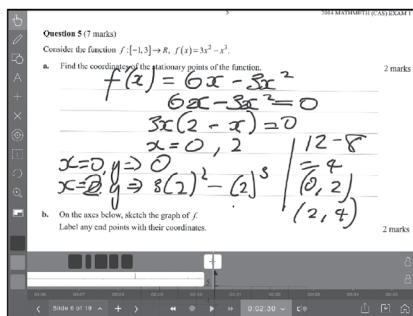 2014 MATHMETH (CAS) EXAM 1
Question 5 (7 marks)
Consider the function f :[−1,3]→R, f(x)=3x²−x³.
a. Find the coordinates of the stationary points of the function. 2 marks
f'(x) = 6x − 3x²
6x − 3x² = 0
3x(2 − x) = 0
x = 0, 2
12 − 8
= 4
x=0, y ⇒ 0
x=2, y ⇒ 3(2)² − (2)³
(0, 2)
(2, 4)
b. On the axes below, sketch the graph of f.
Label any end points with their coordinates. 2 marks
Slide 6 of 19
0:02:30